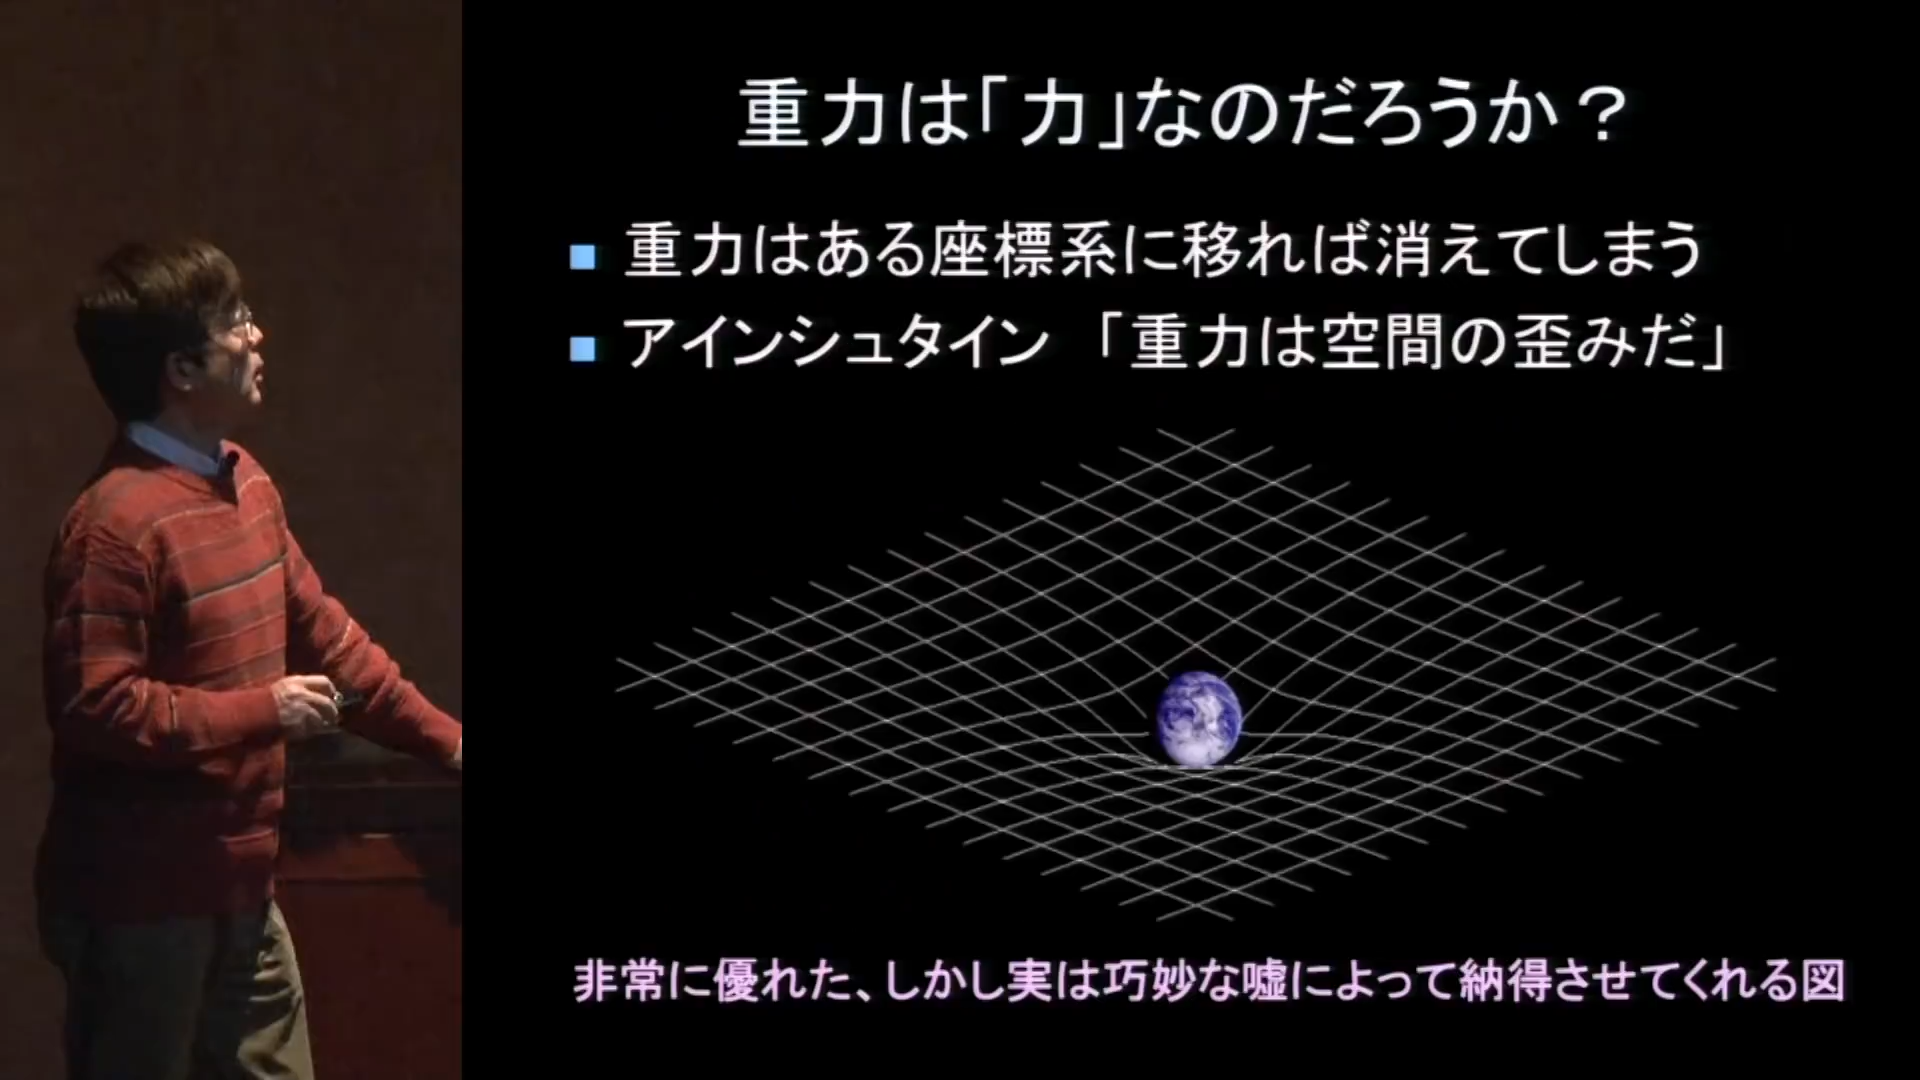 重力は「力」なのだろうか？
重力はある座標系に移れば消えてしまう
アインシュタイン 「重力は空間の歪みだ」
非常に優れた、しかし実は巧妙な嘘によって納得させてくれる図